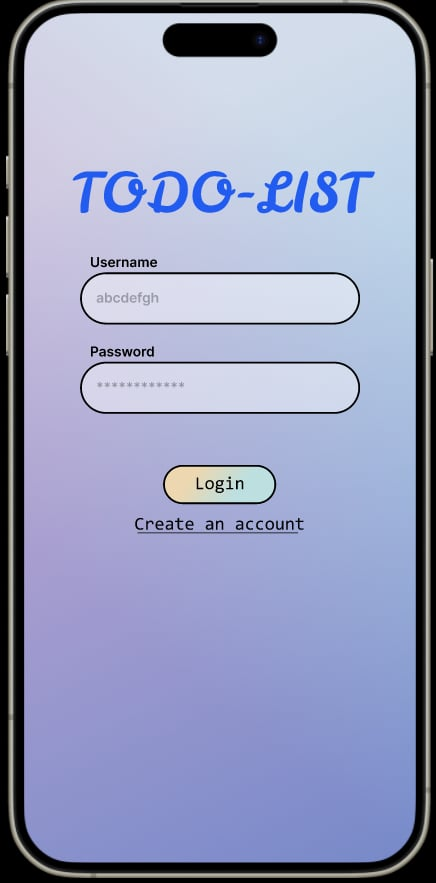 TODO-LIST
Username
abcdefgh
Password
************
Login
Create an account